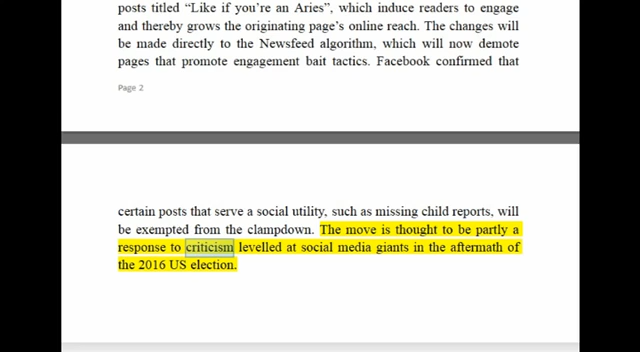 posts titled “Like if you’re an Aries”, which induce readers to engage
and thereby grows the originating page’s online reach. The changes will
be made directly to the Newsfeed algorithm, which will now demote
pages that promote engagement bait tactics. Facebook confirmed that
Page 2
certain posts that serve a social utility, such as missing child reports, will
be exempted from the clampdown. The move is thought to be partly a
response to criticism levelled at social media giants in the aftermath of
the 2016 US election.